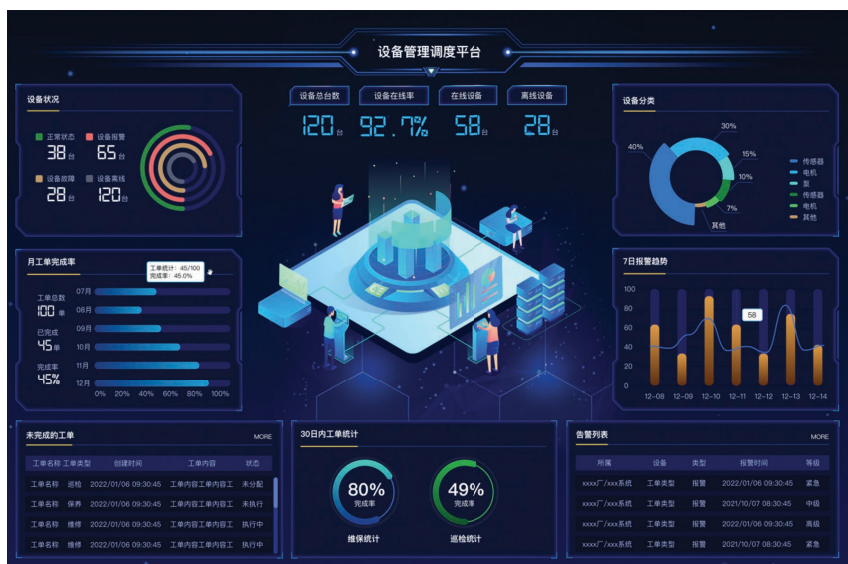 设备管理调度平台
设备总台数 设备在线率 在线设备 离线设备
120台 92.7% 58台 28台
设备状况
正常状态 设备报警
38台 65台
设备故障 设备离线
28台 120台
设备分类
40%
30%
15%
10%
7%
其他
传感器
电机
泵
传感器
电机
其他
月工单完成率
工单统计：45/100
完成率：45.0%
工单总数
100 单
已完成
45单
完成率
45%
07月
08月
09月
10月
11月
12月
0% 20% 40% 60% 80% 100%
7日报警趋势
100
80
60
40
20
0
58
12-08 12-09 12-10 12-11 12-12 12-13 12-14
未完成的工单 MORE
工单名称 工单类型 创建时间 工单内容 状态
工单名称 巡检 2022/01/06 09:30:45 工单内容工单内容工 未分配
工单名称 保养 2022/01/06 09:30:45 工单内容工单内容工 未执行
工单名称 维修 2022/01/06 09:30:45 工单内容工单内容工 执行中
工单名称 维修 2022/01/06 09:30:45 工单内容工单内容工 执行中
30日内工单统计
80%
完成率
维保统计
49%
完成率
巡检统计
告警列表 MORE
所属 设备 类型 报警时间 等级
xxxx厂/xxx系统 工单类型 报警 2022/01/06 09:30:45 紧急
xxxx厂/xxx系统 工单类型 报警 2021/10/07 08:30:45 中级
xxxx厂/xxx系统 工单类型 报警 2022/01/06 09:30:45 高级
xxxx厂/xxx系统 工单类型 报警 2021/10/07 08:30:45 紧急